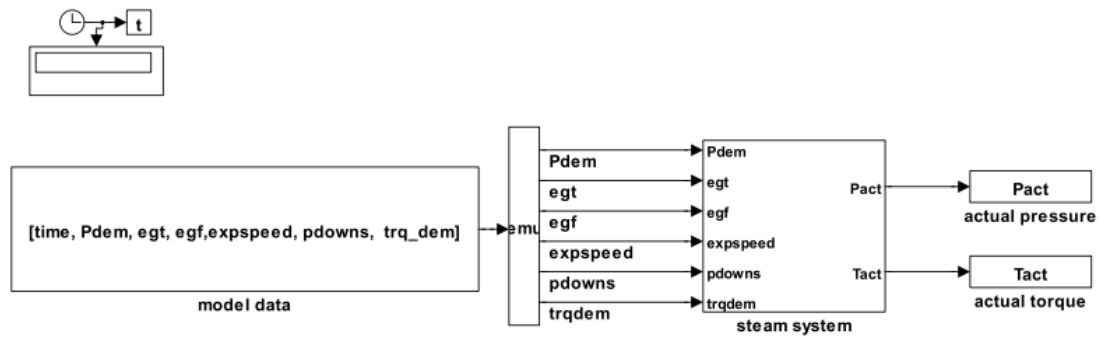 t
[time, Pdem, egt, egf,expspeed, pdowns, trq_dem]
model data
emu
Pdem
egt
egf
expspeed
pdowns
trqdem
Pdem
egt
egf
expspeed
pdowns
trqdem
Pact
Tact
steam system
Pact
actual pressure
Tact
actual torque